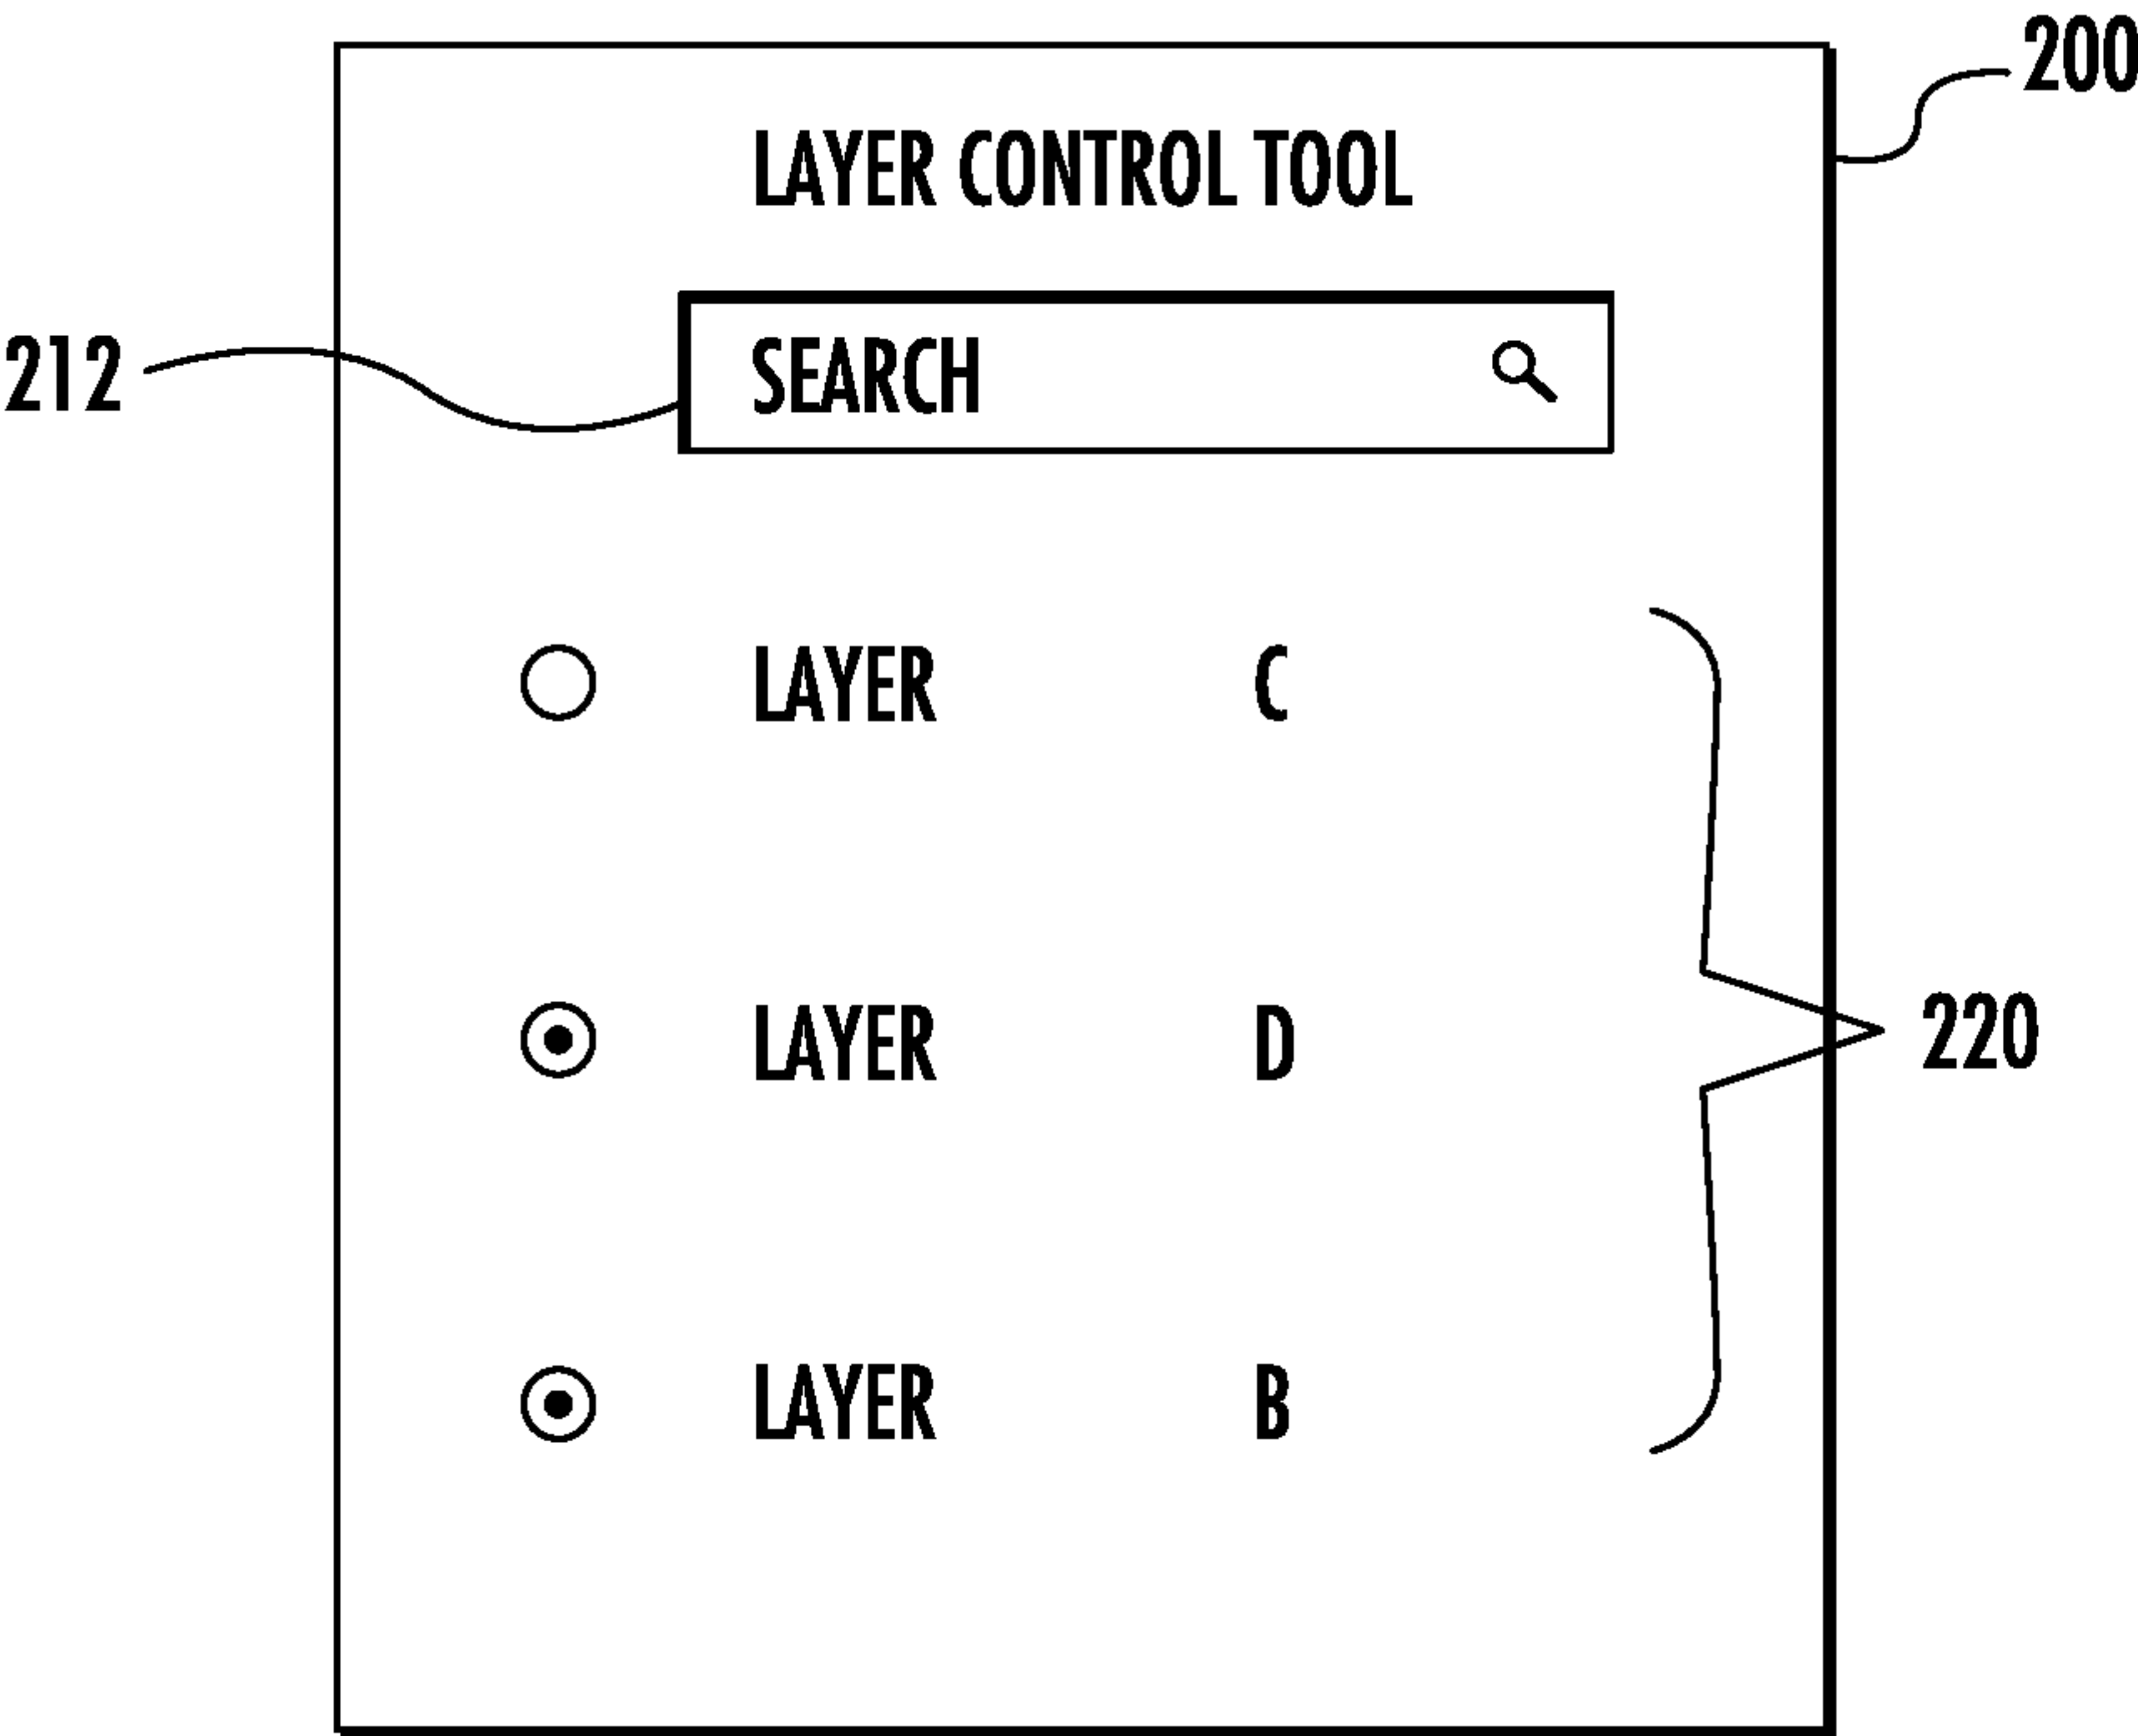 200
LAYER CONTROL TOOL
212
SEARCH
LAYER C
LAYER D
220
LAYER B